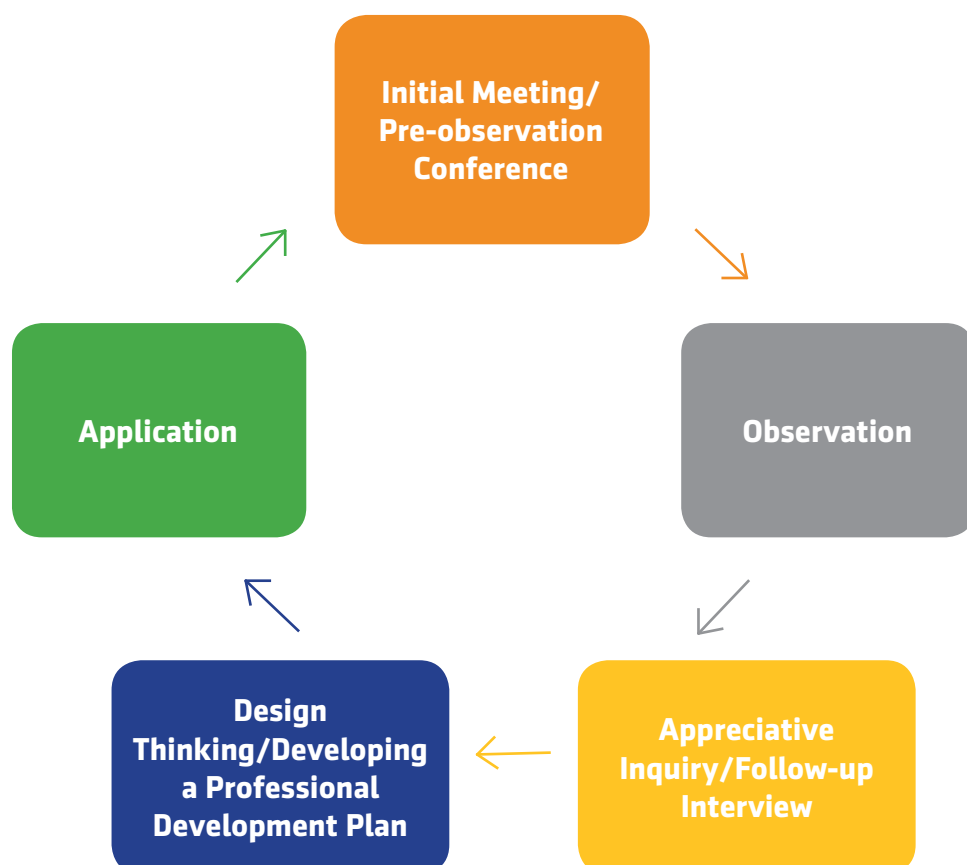 Initial Meeting/
Pre-observation
Conference
Application
Observation
Design
Thinking/Developing
a Professional
Development Plan
Appreciative
Inquiry/Follow-up
Interview